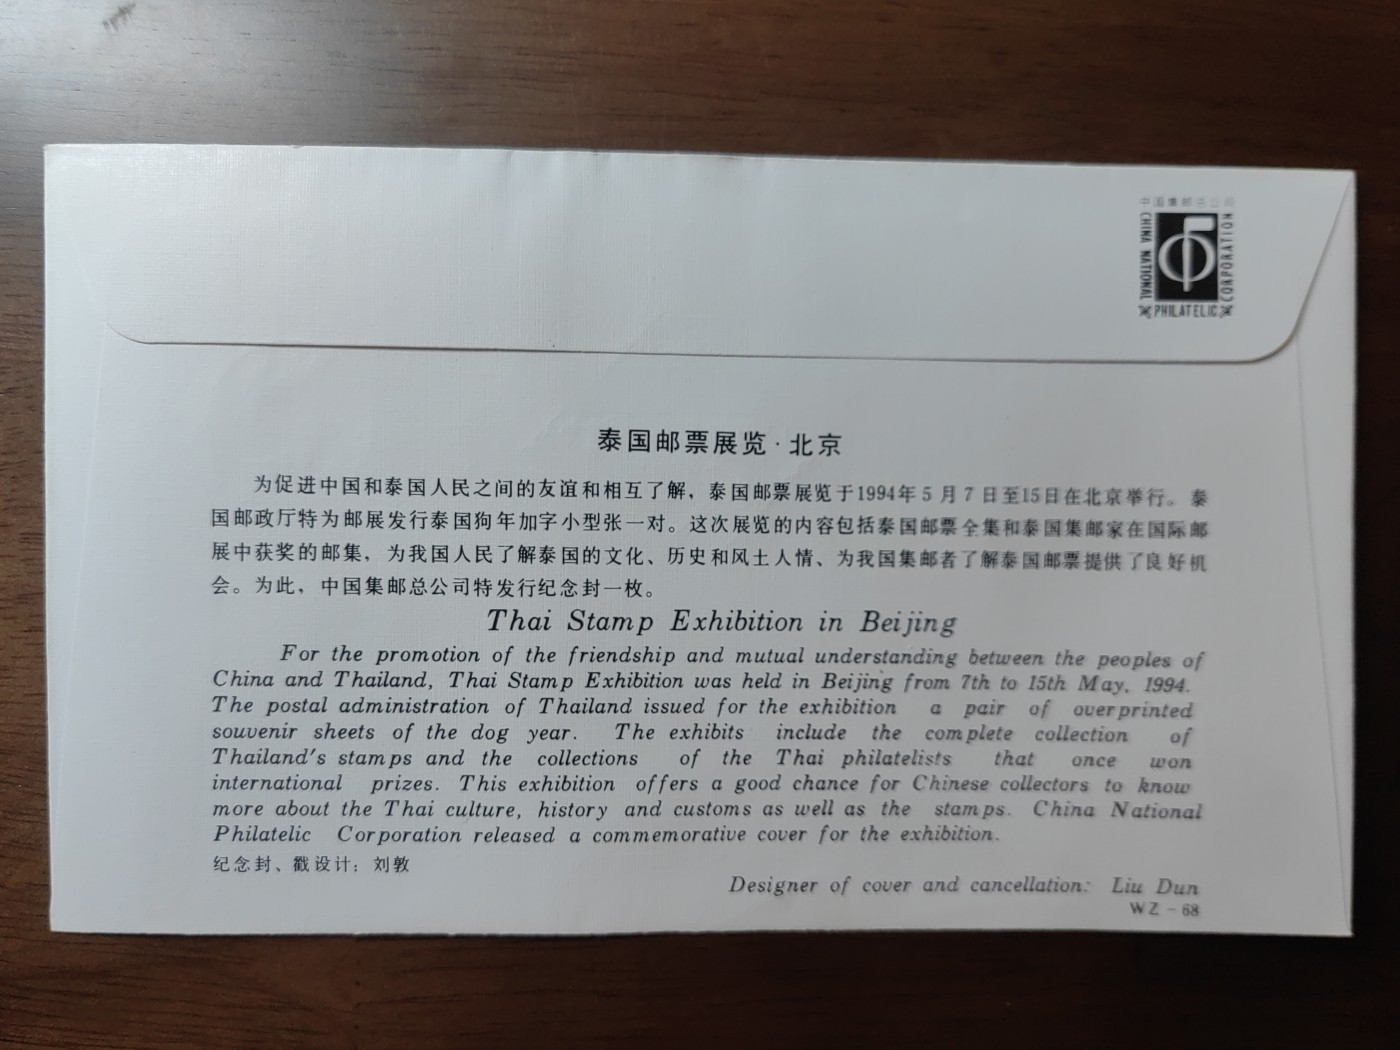 中国集邮总公司
CHINA NATIONAL
PHILATELIC
CORPORATION
泰国邮票展览·北京
为促进中国和泰国人民之间的友谊和相互了解，泰国邮票展览于1994年5月7日至15日在北京举行。泰
国邮政厅特为邮展发行泰国狗年加字小型张一对。这次展览的内容包括泰国邮票全集和泰国集邮家在国际邮
展中获奖的邮集，为我国人民了解泰国的文化、历史和风土人情、为我国集邮者了解泰国邮票提供了良好机
会。为此，中国集邮总公司特发行纪念封一枚。
Thai Stamp Exhibition in Beijing
For the promotion of the friendship and mutual understanding between the peoples of
China and Thailand, Thai Stamp Exhibition was held in Beijing from 7th to 15th May, 1994.
The postal administration of Thailand issued for the exhibition a pair of overprinted
souvenir sheets of the dog year. The exhibits include the complete collection of
Thailand's stamps and the collections of the Thai philatelists that once won
international prizes. This exhibition offers a good chance for Chinese collectors to know
more about the Thai culture, history and customs as well as the stamps. China National
Philatelic Corporation released a commemorative cover for the exhibition.
纪念封、戳设计：刘敦
Designer of cover and cancellation: Liu Dun
WZ-68